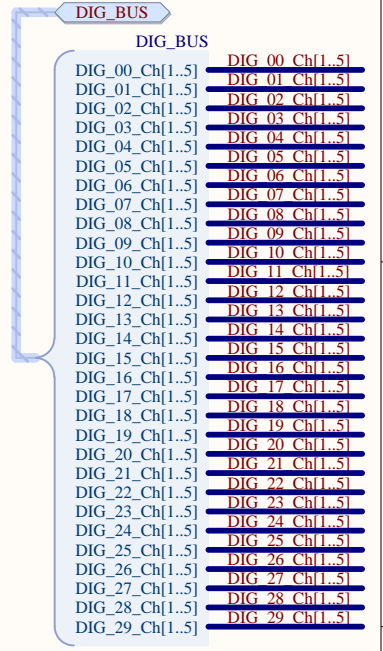 DIG_BUS
DIG_BUS
DIG_00_Ch[1..5] DIG_00_Ch[1..5]
DIG_01_Ch[1..5] DIG_01_Ch[1..5]
DIG_02_Ch[1..5] DIG_02_Ch[1..5]
DIG_03_Ch[1..5] DIG_03_Ch[1..5]
DIG_04_Ch[1..5] DIG_04_Ch[1..5]
DIG_05_Ch[1..5] DIG_05_Ch[1..5]
DIG_06_Ch[1..5] DIG_06_Ch[1..5]
DIG_07_Ch[1..5] DIG_07_Ch[1..5]
DIG_08_Ch[1..5] DIG_08_Ch[1..5]
DIG_09_Ch[1..5] DIG_09_Ch[1..5]
DIG_10_Ch[1..5] DIG_10_Ch[1..5]
DIG_11_Ch[1..5] DIG_11_Ch[1..5]
DIG_12_Ch[1..5] DIG_12_Ch[1..5]
DIG_13_Ch[1..5] DIG_13_Ch[1..5]
DIG_14_Ch[1..5] DIG_14_Ch[1..5]
DIG_15_Ch[1..5] DIG_15_Ch[1..5]
DIG_16_Ch[1..5] DIG_16_Ch[1..5]
DIG_17_Ch[1..5] DIG_17_Ch[1..5]
DIG_18_Ch[1..5] DIG_18_Ch[1..5]
DIG_19_Ch[1..5] DIG_19_Ch[1..5]
DIG_20_Ch[1..5] DIG_20_Ch[1..5]
DIG_21_Ch[1..5] DIG_21_Ch[1..5]
DIG_22_Ch[1..5] DIG_22_Ch[1..5]
DIG_23_Ch[1..5] DIG_23_Ch[1..5]
DIG_24_Ch[1..5] DIG_24_Ch[1..5]
DIG_25_Ch[1..5] DIG_25_Ch[1..5]
DIG_26_Ch[1..5] DIG_26_Ch[1..5]
DIG_27_Ch[1..5] DIG_27_Ch[1..5]
DIG_28_Ch[1..5] DIG_28_Ch[1..5]
DIG_29_Ch[1..5] DIG_29_Ch[1..5]